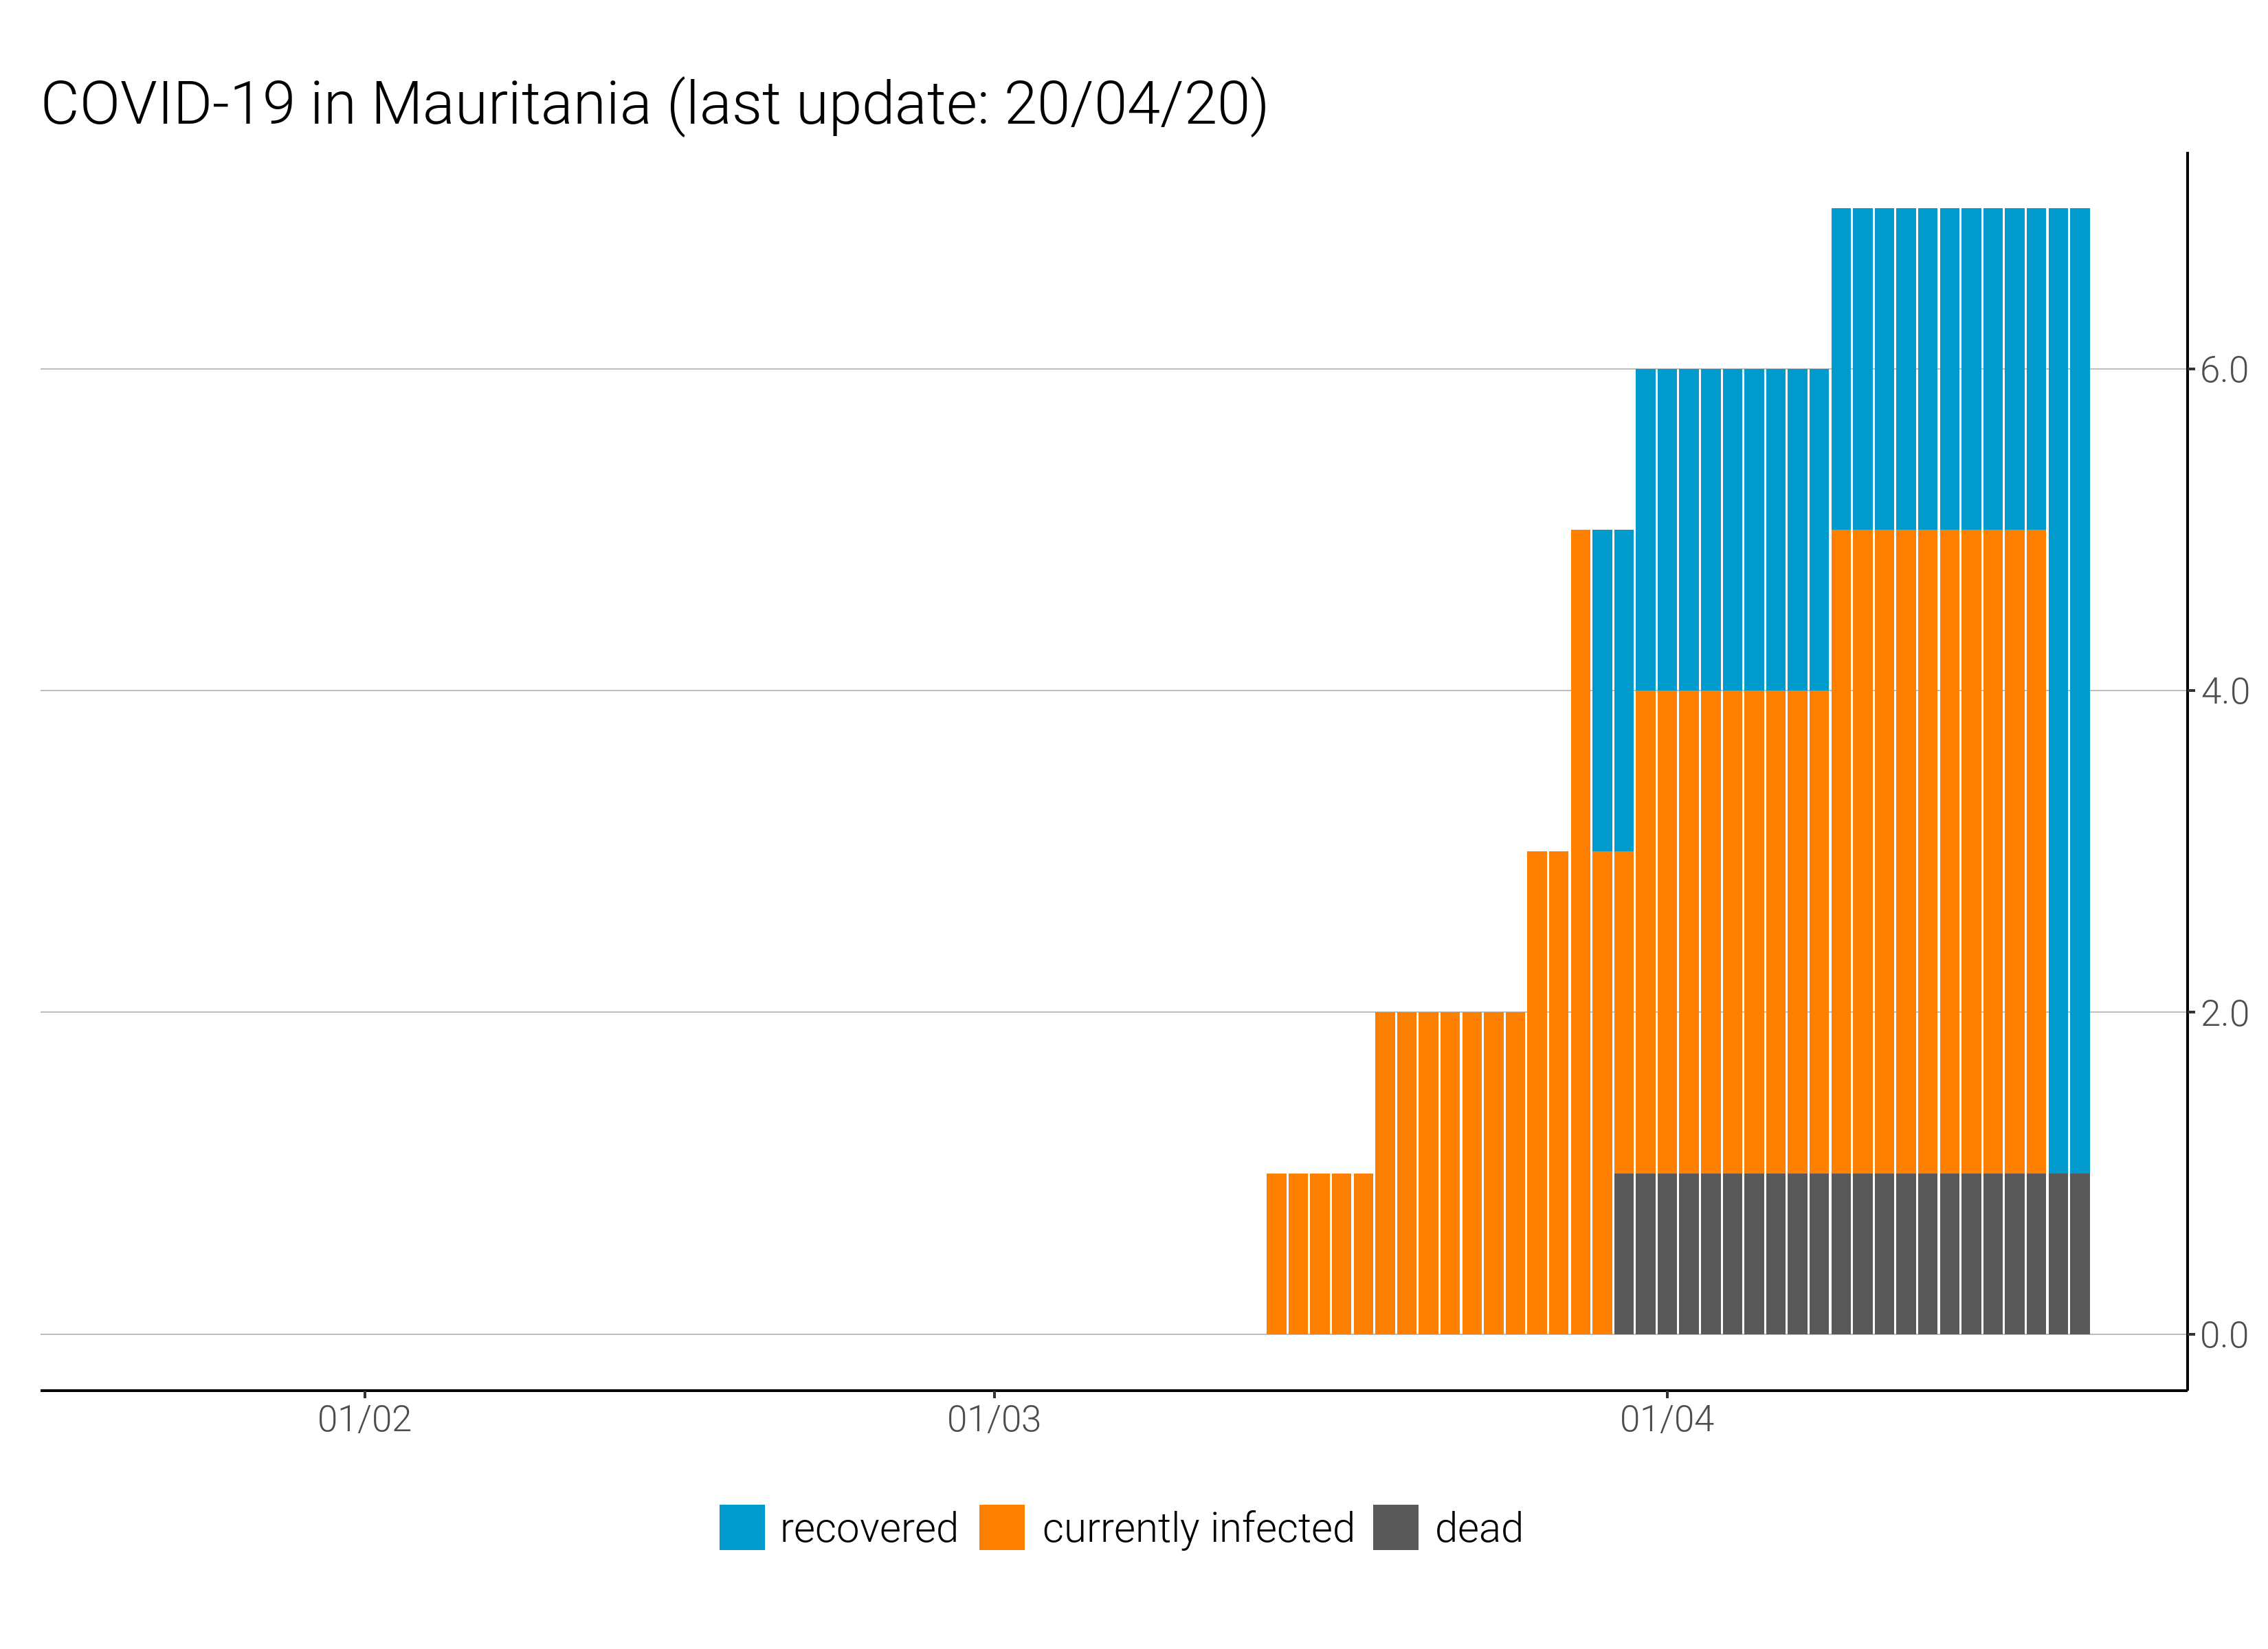 COVID-19 in Mauritania (last update: 20/04/20)
6.0
4.0
2.0
0.0
01/02 01/03 01/04
recovered currently infected dead